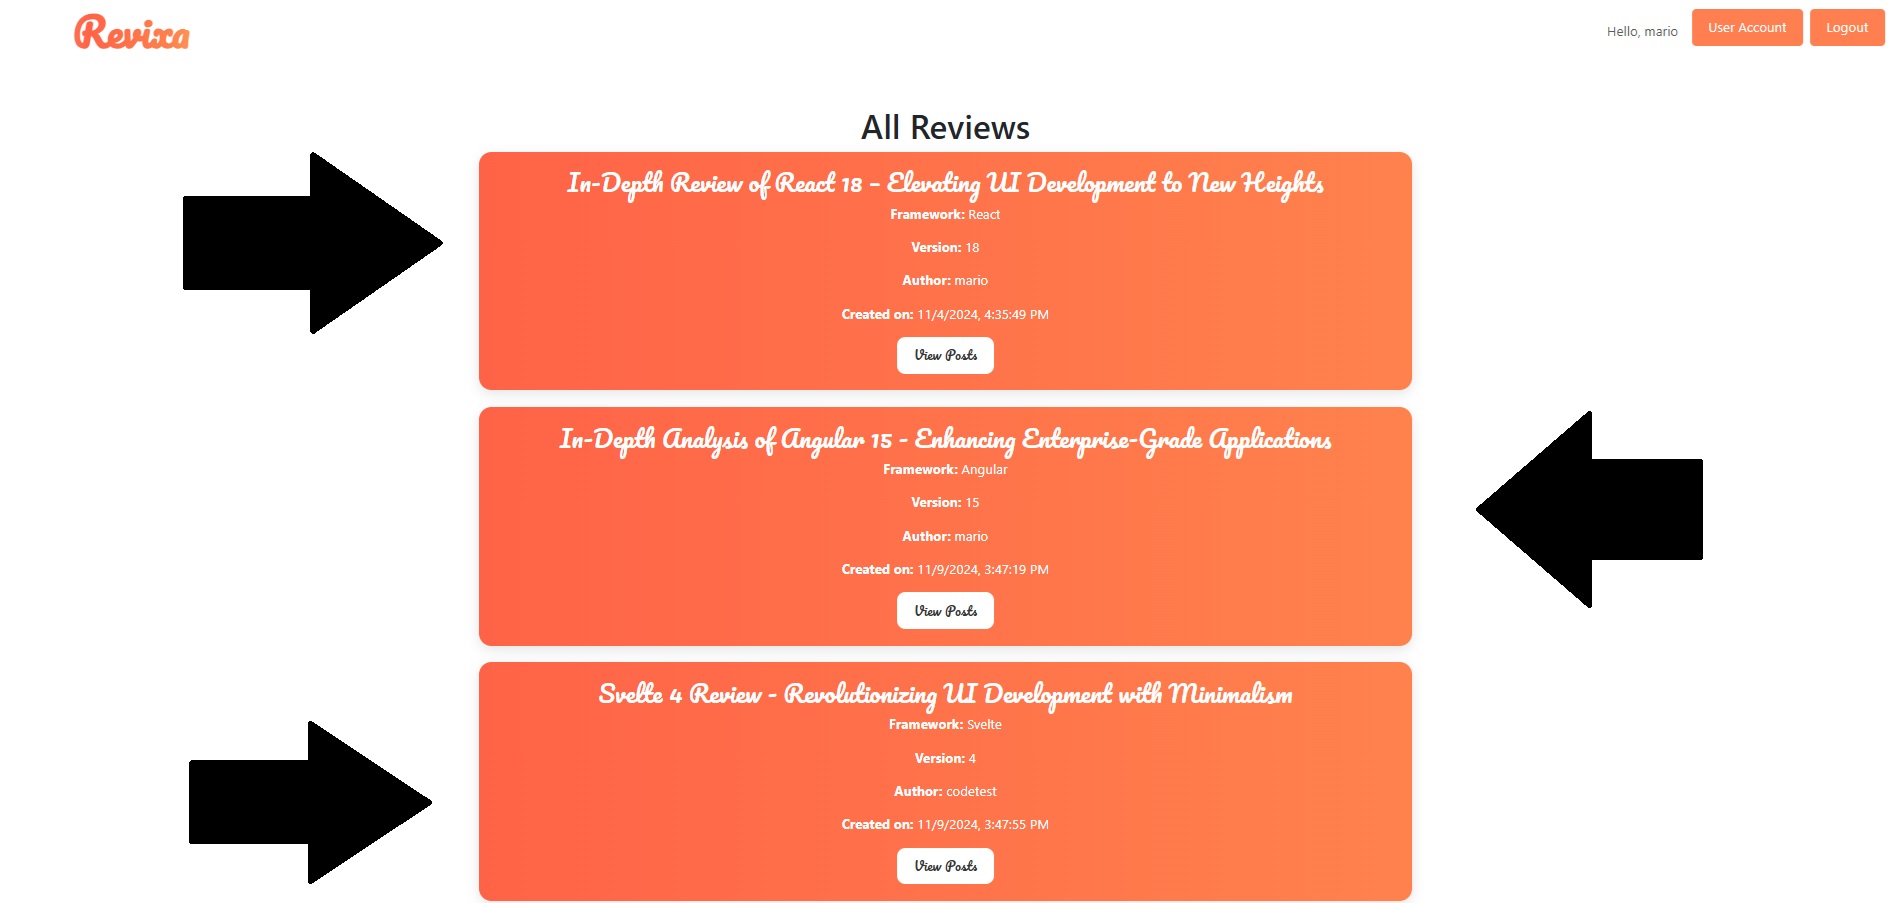 Revixa
Hello, mario
User Account
Logout
All Reviews
In-Depth Review of React 18 – Elevating UI Development to New Heights
Framework: React
Version: 18
Author: mario
Created on: 11/4/2024, 4:35:49 PM
View Posts
In-Depth Analysis of Angular 15 - Enhancing Enterprise-Grade Applications
Framework: Angular
Version: 15
Author: mario
Created on: 11/9/2024, 3:47:19 PM
View Posts
Svelte 4 Review - Revolutionizing UI Development with Minimalism
Framework: Svelte
Version: 4
Author: codetest
Created on: 11/9/2024, 3:47:55 PM
View Posts